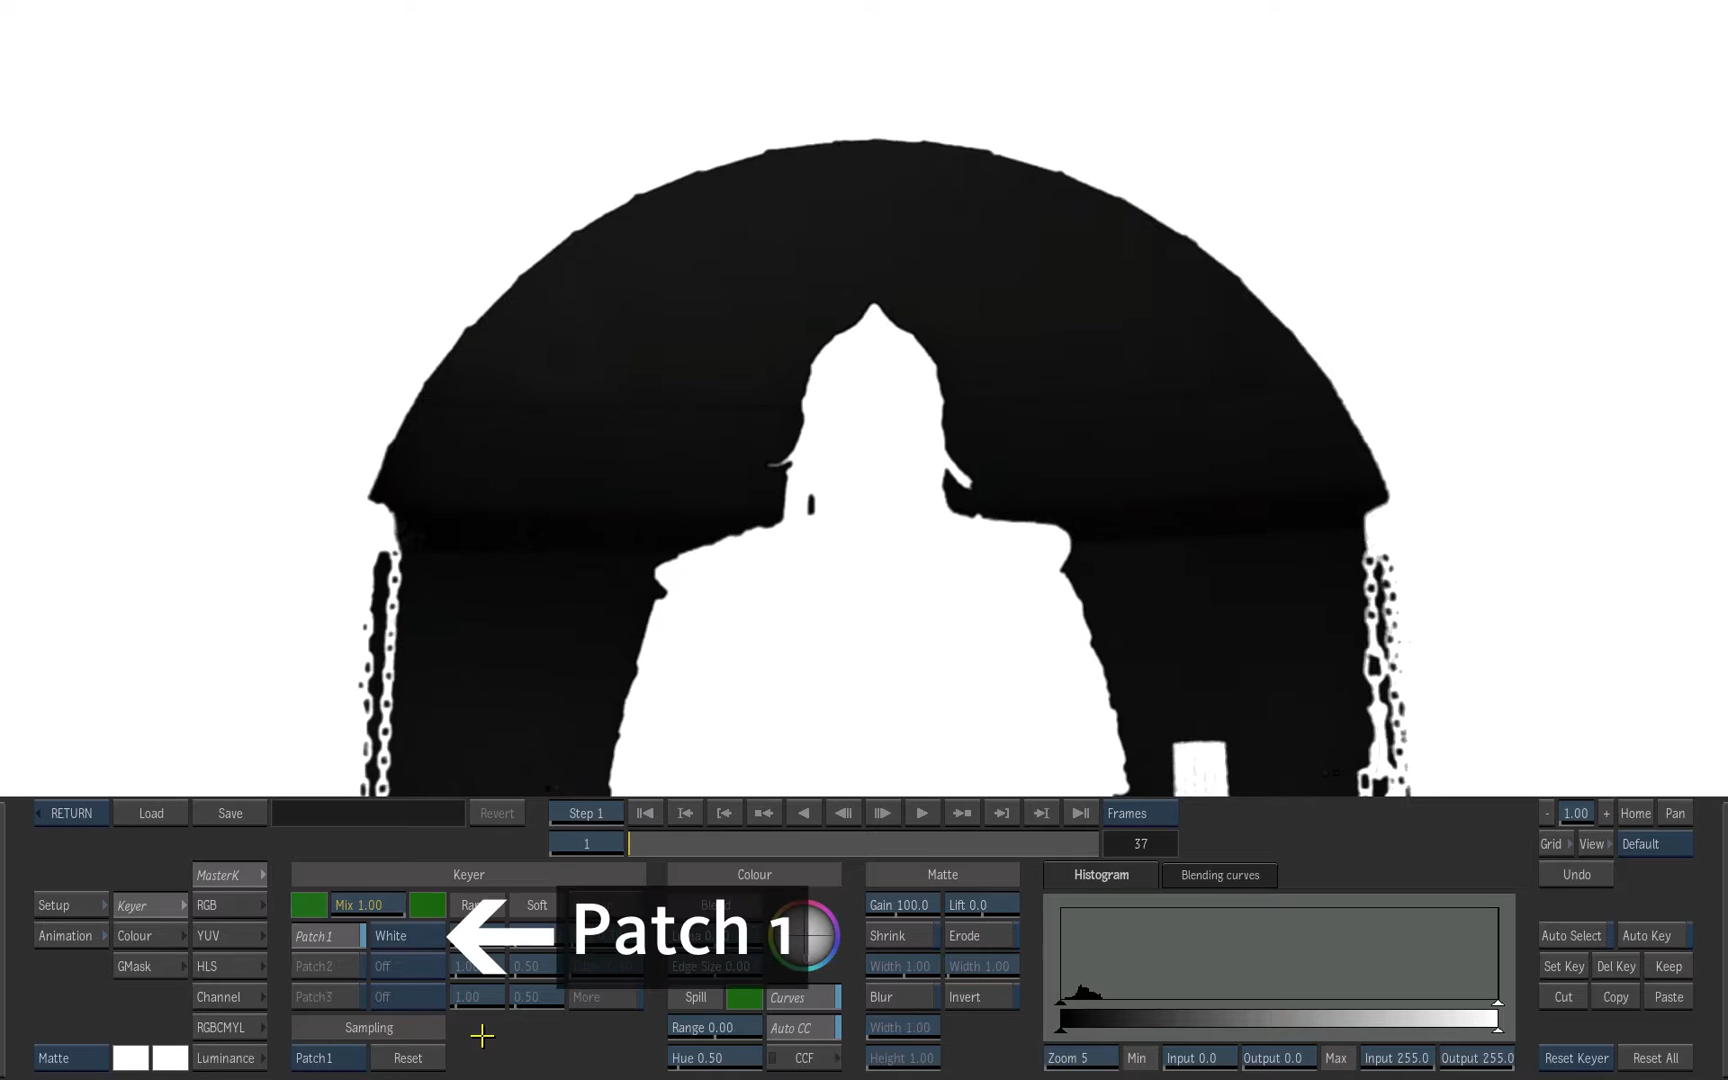 RETURN Load Save Revert Step 1 Frames - 1.00 + Home Pan
1 37 Grid View Default
MasterK Keyer Colour Matte Histogram Blending curves Undo
Setup Keyer RGB Mix 1.00 Soft Gain 100.0 Lift 0.0
Animation Colour YUV Patch1 White Patch 1 Shrink Erode Auto Select Auto Key
GMask HLS Patch2 Off 1.00 0.50 Edge Size 0.00 Width 1.00 Width 1.00 Set Key Del Key Keep
Channel Patch3 Off 1.00 0.50 More Spill Curves Blur Invert Cut Copy Paste
RGBCMYL Sampling Range 0.00 Auto CC Width 1.00
Matte Luminance Patch1 Reset Hue 0.50 CCF Height 1.00 Zoom 5 Min Input 0.0 Output 0.0 Max Input 255.0 Output 255.0 Reset Keyer Reset All